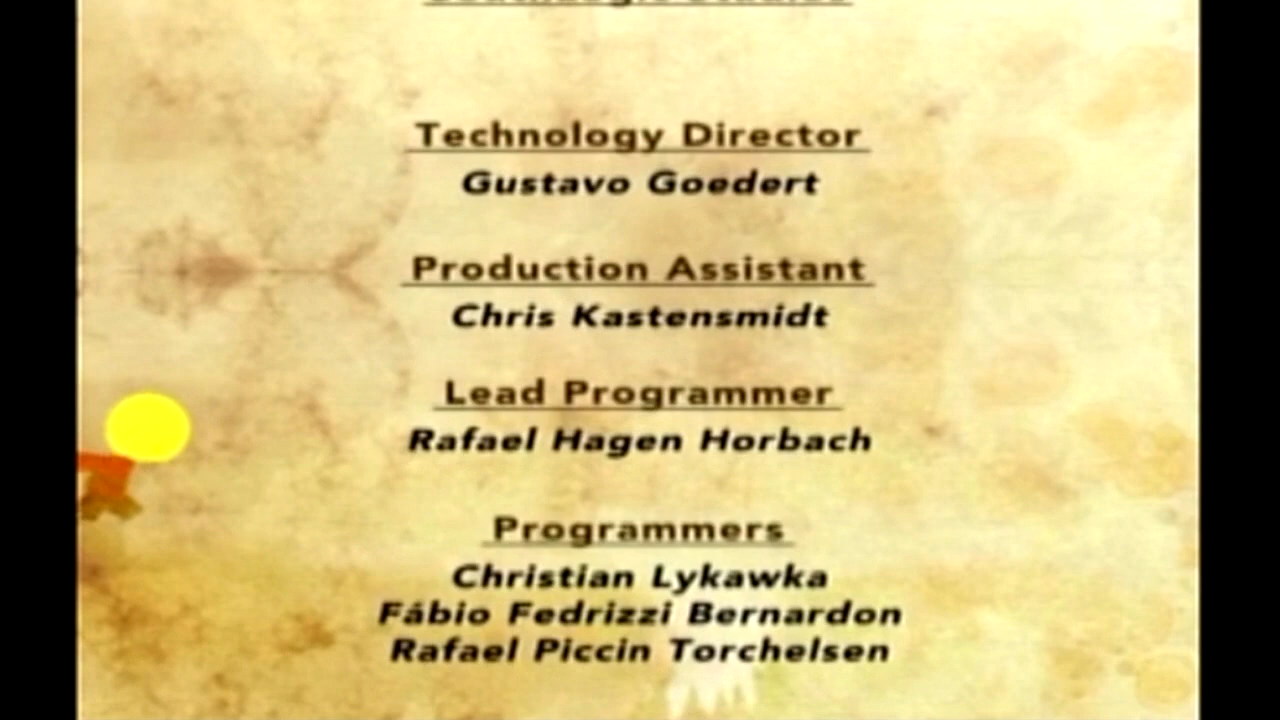 Technology Director
Gustavo Goedert
Production Assistant
Chris Kastensmidt
Lead Programmer
Rafael Hagen Horbach
Programmers
Christian Lykawka
Fábio Fedrizzi Bernardon
Rafael Piccin Torchelsen